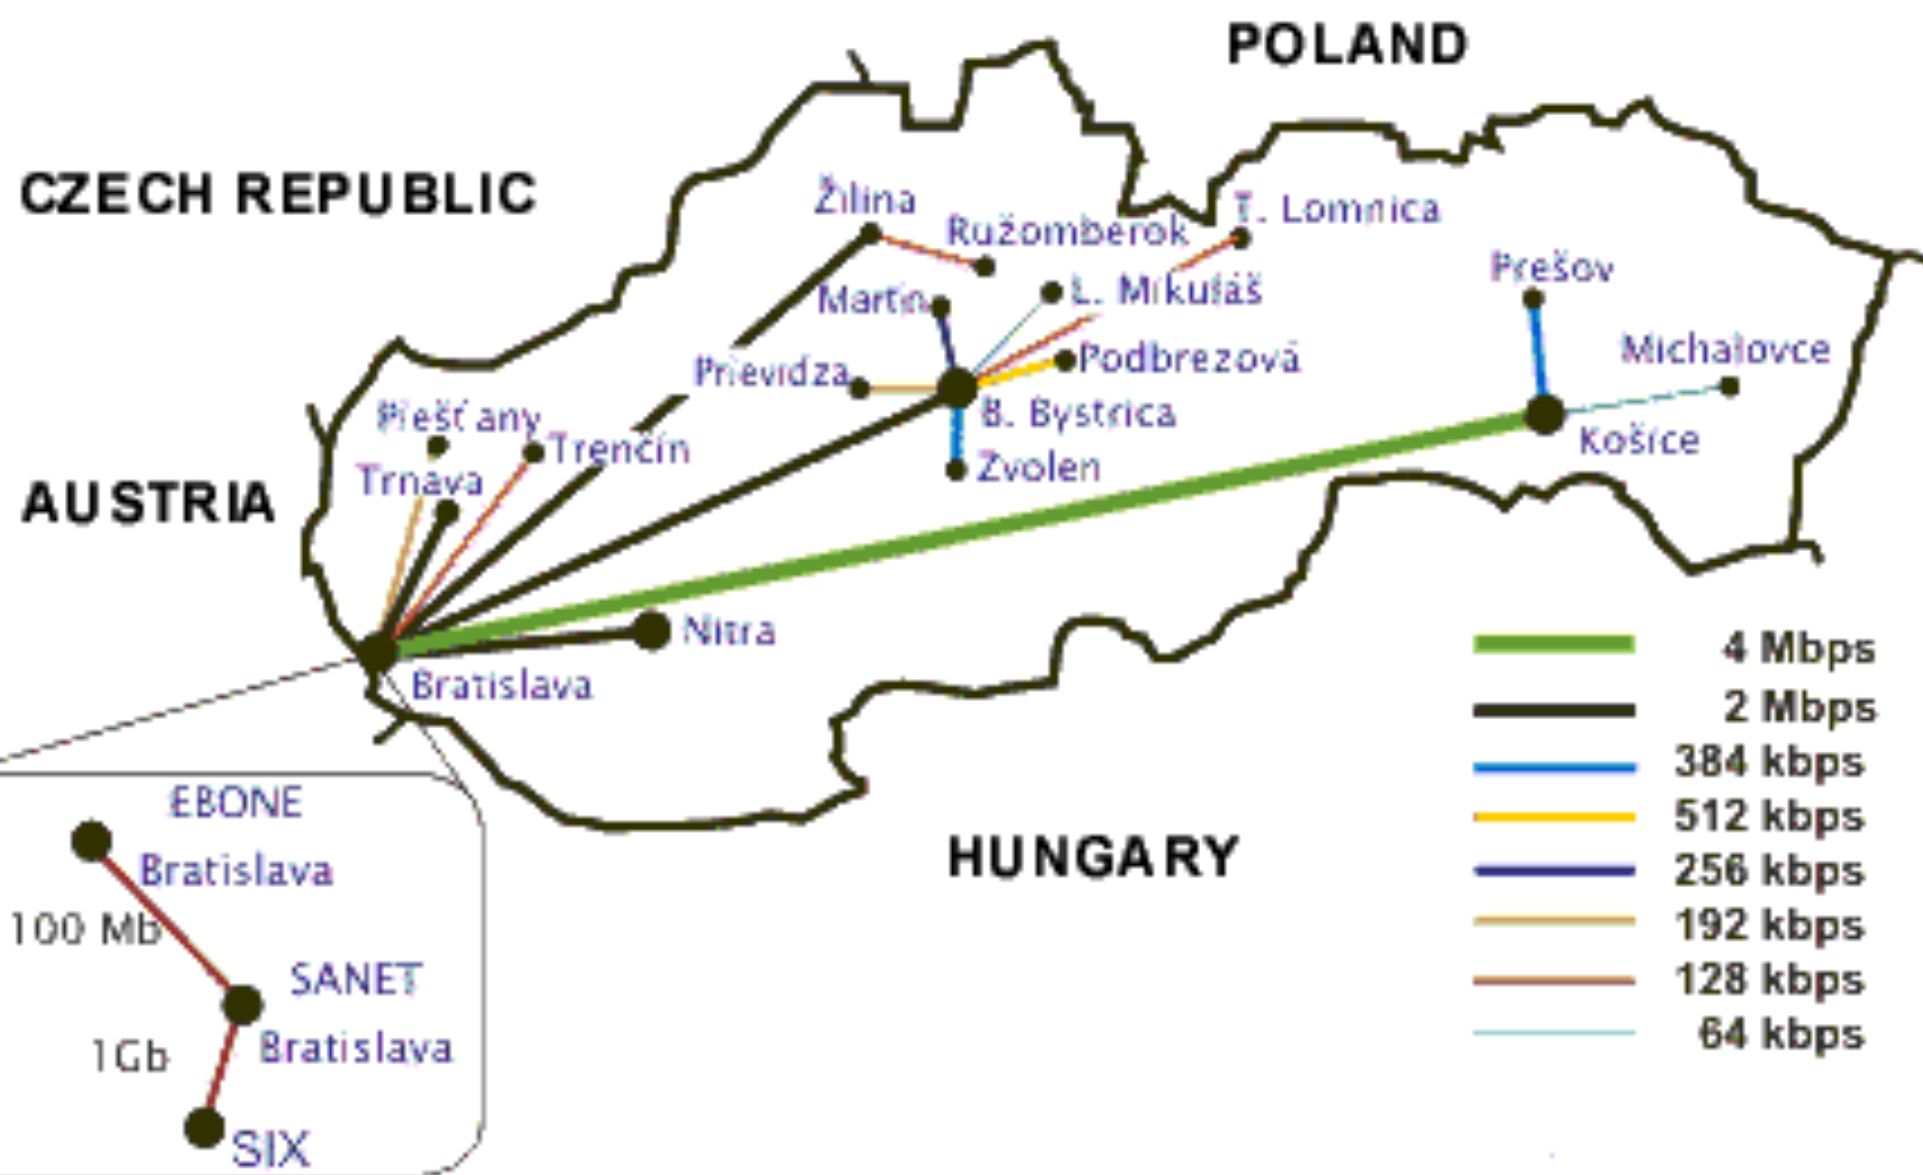 POLAND
CZECH REPUBLIC
Žilina
T. Lomnica
Ružomberok
Prešov
Martin
L. Mikuláš
Michalovce
Prievidza
Podbrezová
Piešťany
B. Bystrica
Trenčín
Košice
Trnava
Zvolen
AUSTRIA
Nitra
Bratislava
HUNGARY
4 Mbps
2 Mbps
384 kbps
512 kbps
256 kbps
192 kbps
128 kbps
64 kbps
EBONE
Bratislava
100 Mb
SANET
Bratislava
1Gb
SIX